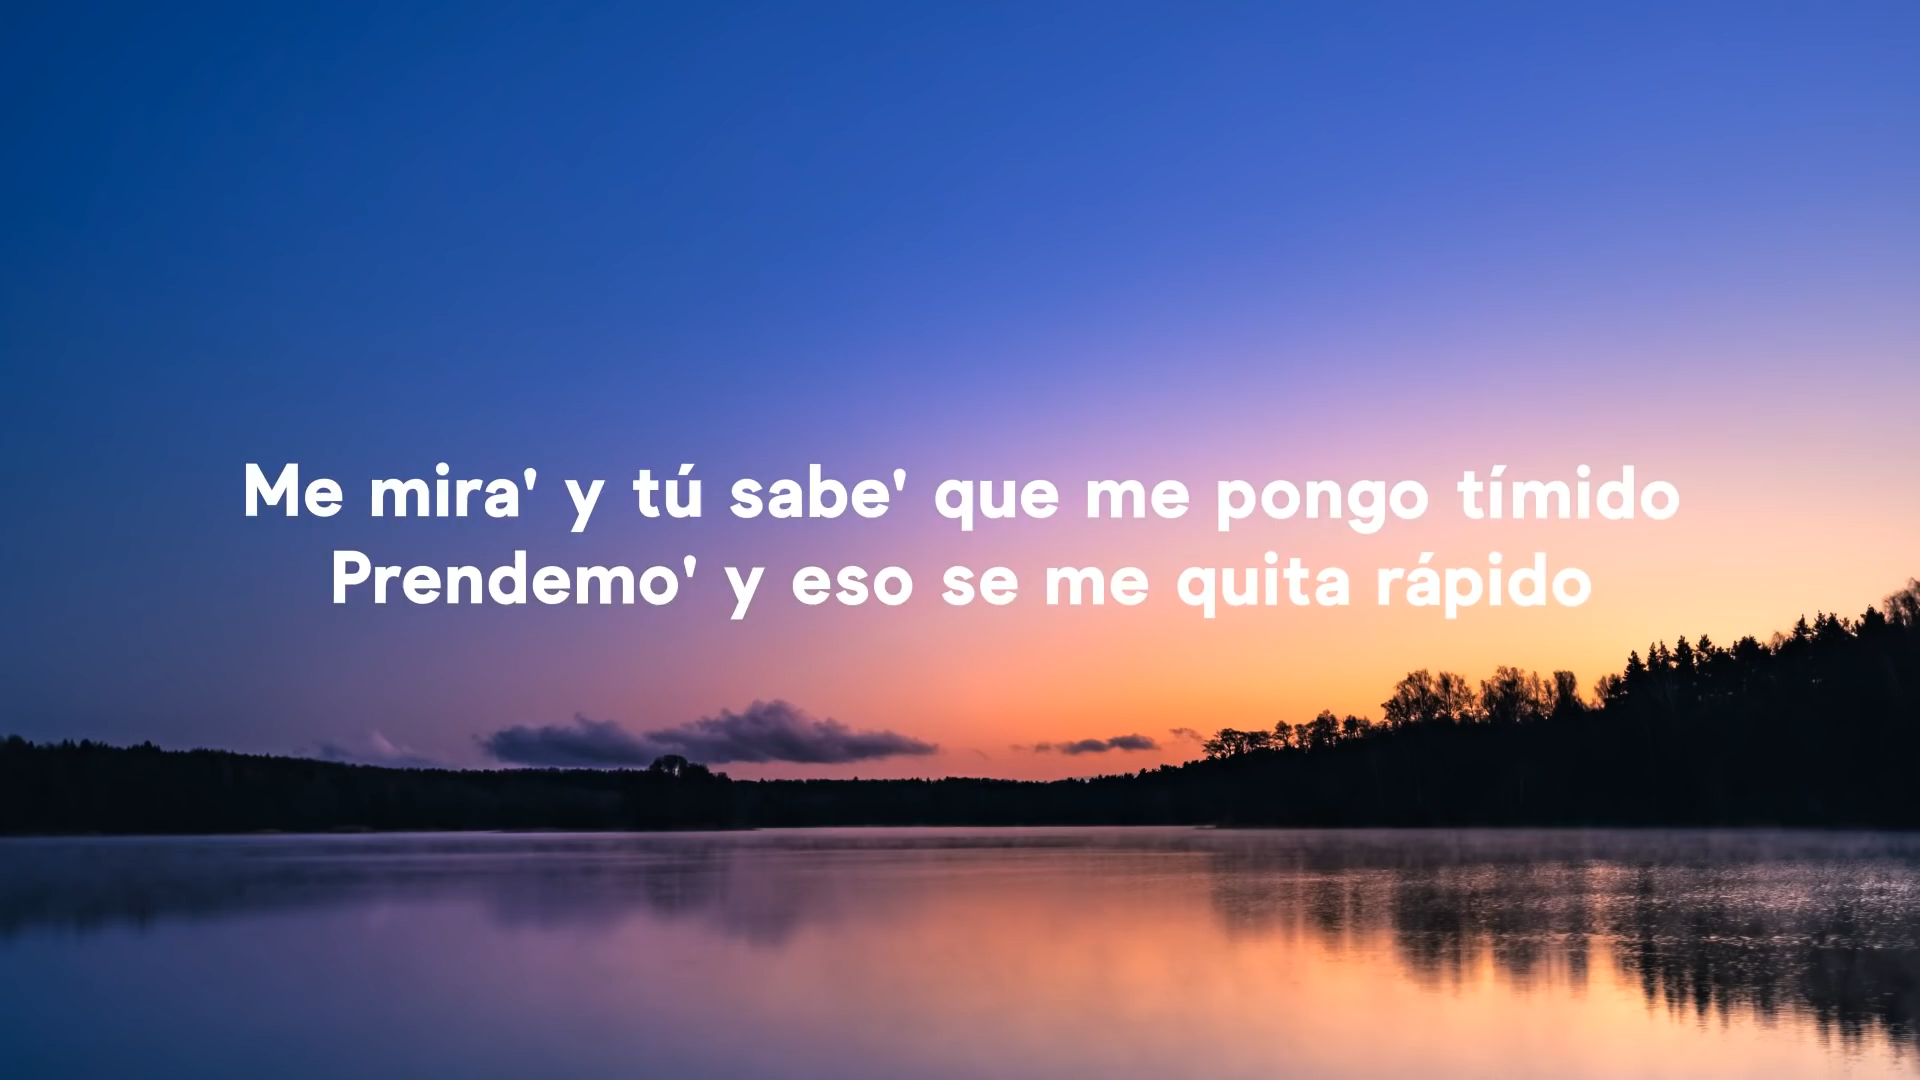 Me mira' y tú sabe' que me pongo tímido
Prendemo' y eso se me quita rápido